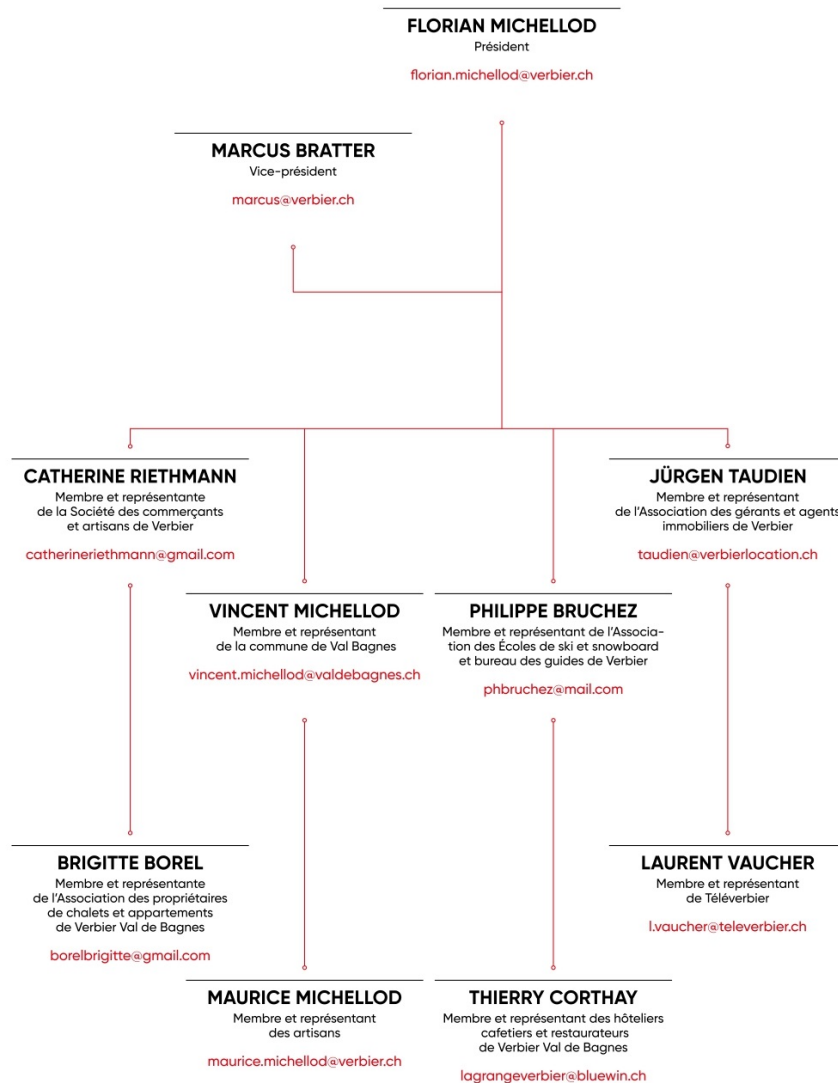 FLORIAN MICHELLOD
Président
florian.michellod@verbier.ch
MARCUS BRATTER
Vice-président
marcus@verbier.ch
CATHERINE RIETHMANN
Membre et représentante
de la Société des commerçants
et artisans de Verbier
catherineriethmann@gmail.com
JÜRGEN TAUDIEN
Membre et représentant
de l'Association des gérants et agents
immobiliers de Verbier
taudien@verbierlocation.ch
VINCENT MICHELLOD
Membre et représentant
de la commune de Val Bagnes
vincent.michellod@valdebagnes.ch
PHILIPPE BRUCHEZ
Membre et représentant de l'Associa-
tion des Écoles de ski et snowboard
et bureau des guides de Verbier
phbruchez@mail.com
BRIGITTE BOREL
Membre et représentante
de l'Association des propriétaires
de chalets et appartements
de Verbier Val de Bagnes
borelbrigitte@gmail.com
LAURENT VAUCHER
Membre et représentant
de Téléverbier
l.vaucher@televerbier.ch
MAURICE MICHELLOD
Membre et représentant
des artisans
maurice.michellod@verbier.ch
THIERRY CORTHAY
Membre et représentant des hôteliers
cafetiers et restaurateurs
de Verbier Val de Bagnes
lagrangeverbier@bluewin.ch